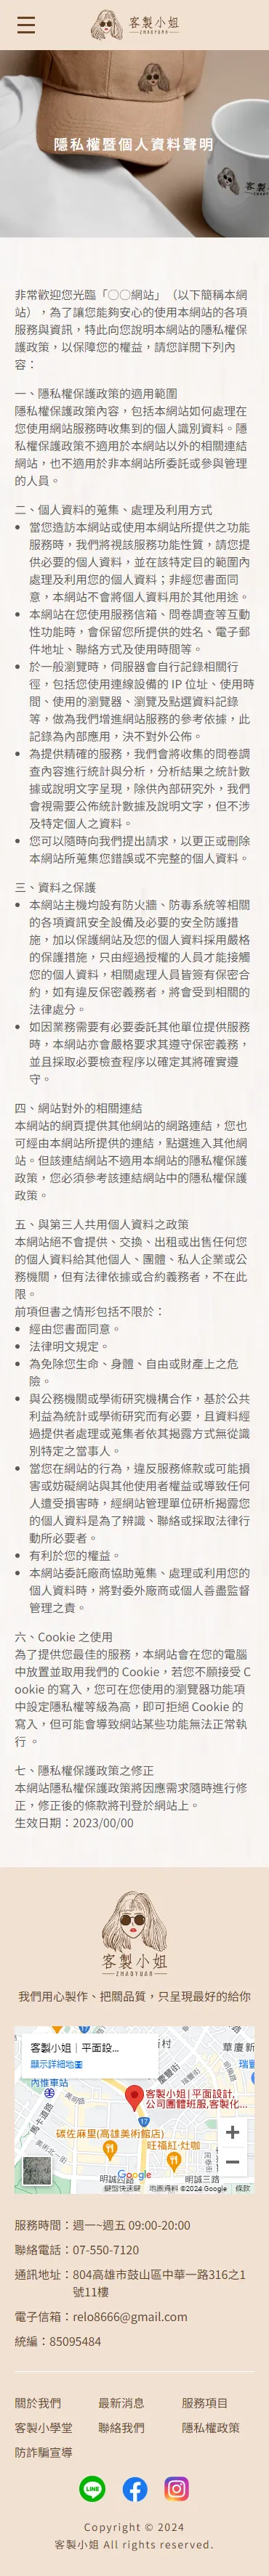 客製小姐
ZHAOYUAN
隱私權暨個人資料聲明
非常歡迎您光臨「〇〇網站」（以下簡稱本網
站），為了讓您能夠安心的使用本網站的各項
服務與資訊，特此向您說明本網站的隱私權保
護政策，以保障您的權益，請您詳閱下列內
容：
一、隱私權保護政策的適用範圍
隱私權保護政策內容，包括本網站如何處理在
您使用網站服務時收集到的個人識別資料。隱
私權保護政策不適用於本網站以外的相關連結
網站，也不適用於非本網站所委託或參與管理
的人員。
二、個人資料的蒐集、處理及利用方式
• 當您造訪本網站或使用本網站所提供之功能
服務時，我們將視該服務功能性質，請您提
供必要的個人資料，並在該特定目的範圍內
處理及利用您的個人資料；非經您書面同
意，本網站不會將個人資料用於其他用途。
• 本網站在您使用服務信箱、問卷調查等互動
性功能時，會保留您所提供的姓名、電子郵
件地址、聯絡方式及使用時間等。
• 於一般瀏覽時，伺服器會自行記錄相關行
徑，包括您使用連線設備的 IP 位址、使用時
間、使用的瀏覽器、瀏覽及點選資料記錄
等，做為我們增進網站服務的參考依據，此
記錄為內部應用，決不對外公佈。
• 為提供精確的服務，我們會將收集的問卷調
查內容進行統計與分析，分析結果之統計數
據或說明文字呈現，除供內部研究外，我們
會視需要公佈統計數據及說明文字，但不涉
及特定個人之資料。
• 您可以隨時向我們提出請求，以更正或刪除
本網站所蒐集您錯誤或不完整的個人資料。
三、資料之保護
• 本網站主機均設有防火牆、防毒系統等相關
的各項資訊安全設備及必要的安全防護措
施，加以保護網站及您的個人資料採用嚴格
的保護措施，只由經過授權的人員才能接觸
您的個人資料，相關處理人員皆簽有保密合
約，如有違反保密義務者，將會受到相關的
法律處分。
• 如因業務需要有必要委託其他單位提供服務
時，本網站亦會嚴格要求其遵守保密義務，
並且採取必要檢查程序以確定其將確實遵
守。
四、網站對外的相關連結
本網站的網頁提供其他網站的網路連結，您也
可經由本網站所提供的連結，點選進入其他網
站。但該連結網站不適用本網站的隱私權保護
政策，您必須參考該連結網站中的隱私權保護
政策。
五、與第三人共用個人資料之政策
本網站絕不會提供、交換、出租或出售任何您
的個人資料給其他個人、團體、私人企業或公
務機關，但有法律依據或合約義務者，不在此
限。
前項但書之情形包括不限於：
• 經由您書面同意。
• 法律明文規定。
• 為免除您生命、身體、自由或財產上之危
險。
• 與公務機關或學術研究機構合作，基於公共
利益為統計或學術研究而有必要，且資料經
過提供者處理或蒐集者依其揭露方式無從識
別特定之當事人。
• 當您在網站的行為，違反服務條款或可能損
害或妨礙網站與其他使用者權益或導致任何
人遭受損害時，經網站管理單位研析揭露您
的個人資料是為了辨識、聯絡或採取法律行
動所必要者。
• 有利於您的權益。
• 本網站委託廠商協助蒐集、處理或利用您的
個人資料時，將對委外廠商或個人善盡監督
管理之責。
六、Cookie 之使用
為了提供您最佳的服務，本網站會在您的電腦
中放置並取用我們的 Cookie，若您不願接受 C
ookie 的寫入，您可在您使用的瀏覽器功能項
中設定隱私權等級為高，即可拒絕 Cookie 的
寫入，但可能會導致網站某些功能無法正常執
行 。
七、隱私權保護政策之修正
本網站隱私權保護政策將因應需求隨時進行修
正，修正後的條款將刊登於網站上。
生效日期：2023/00/00
客製小姐
ZHAOYUAN
我們用心製作、把關品質，只呈現最好的給你
客製小姐｜平面設...
顯示詳細地圖
內惟車站
村
華廈新
瑞豐
馬卡道路
客製小姐|平面設計,
公司團體班服,客製化...
碳佐麻里(高雄美術館店)
旺福紅·灶咖
明誠四路
明誠三路
Google
鍵盤快速鍵
地圖資料 ©2024 Google
條款
服務時間：週一~週五 09:00-20:00
聯絡電話：07-550-7120
通訊地址：804高雄市鼓山區中華一路316之1
號11樓
電子信箱：relo8666@gmail.com
統編：85095484
關於我們 最新消息 服務項目
客製小學堂 聯絡我們 隱私權政策
防詐騙宣導
Copyright © 2024
客製小姐 All rights reserved.